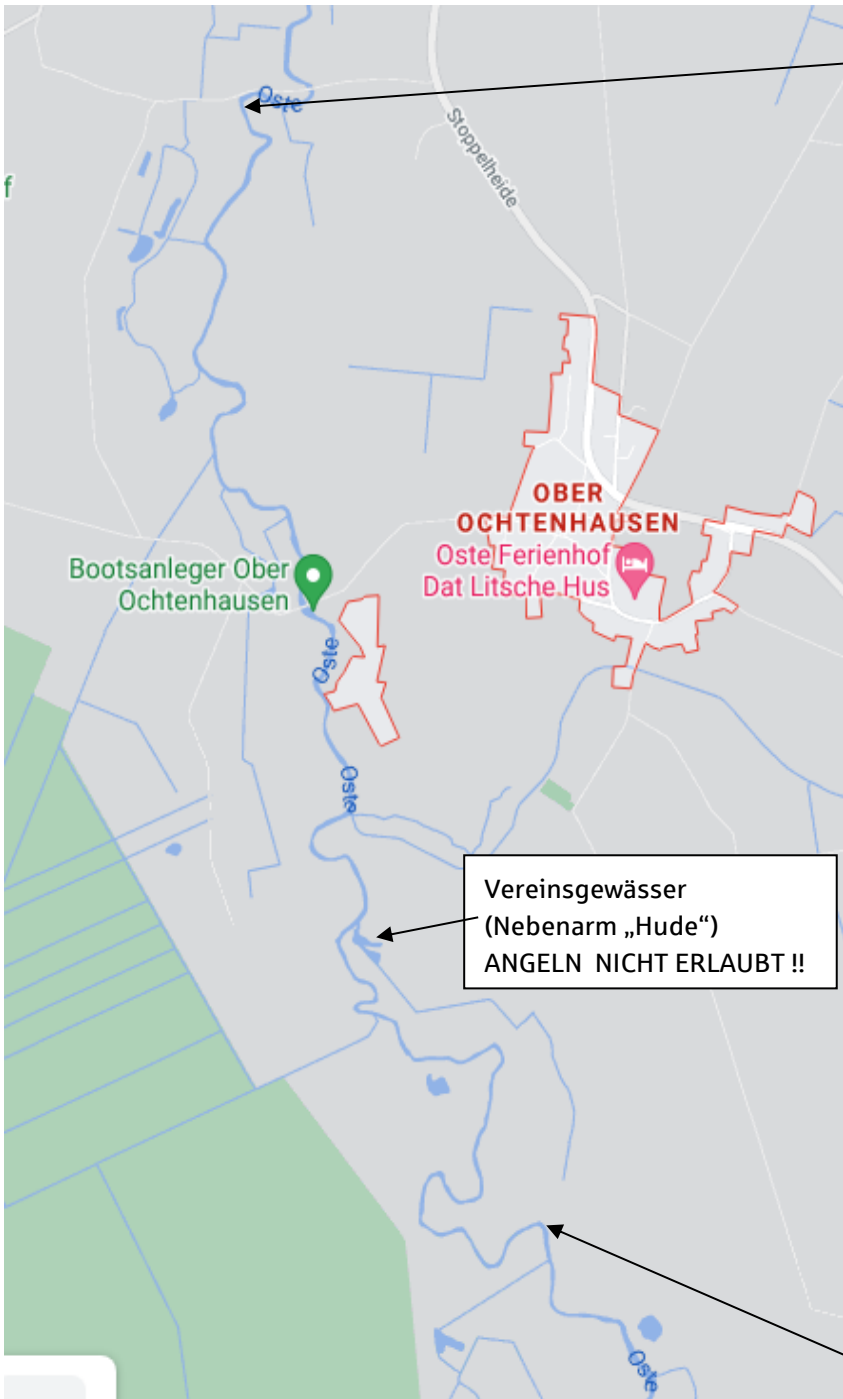 Oste
Stoppelheide
f
OBER
OCHTENHAUSEN
Oste Ferienhof
Dat Litsche Hus
Bootsanleger Ober
Ochtenhausen
Oste
Oste
Vereinsgewässer
(Nebenarm „Hude“)
ANGELN NICHT ERLAUBT !!
Oste